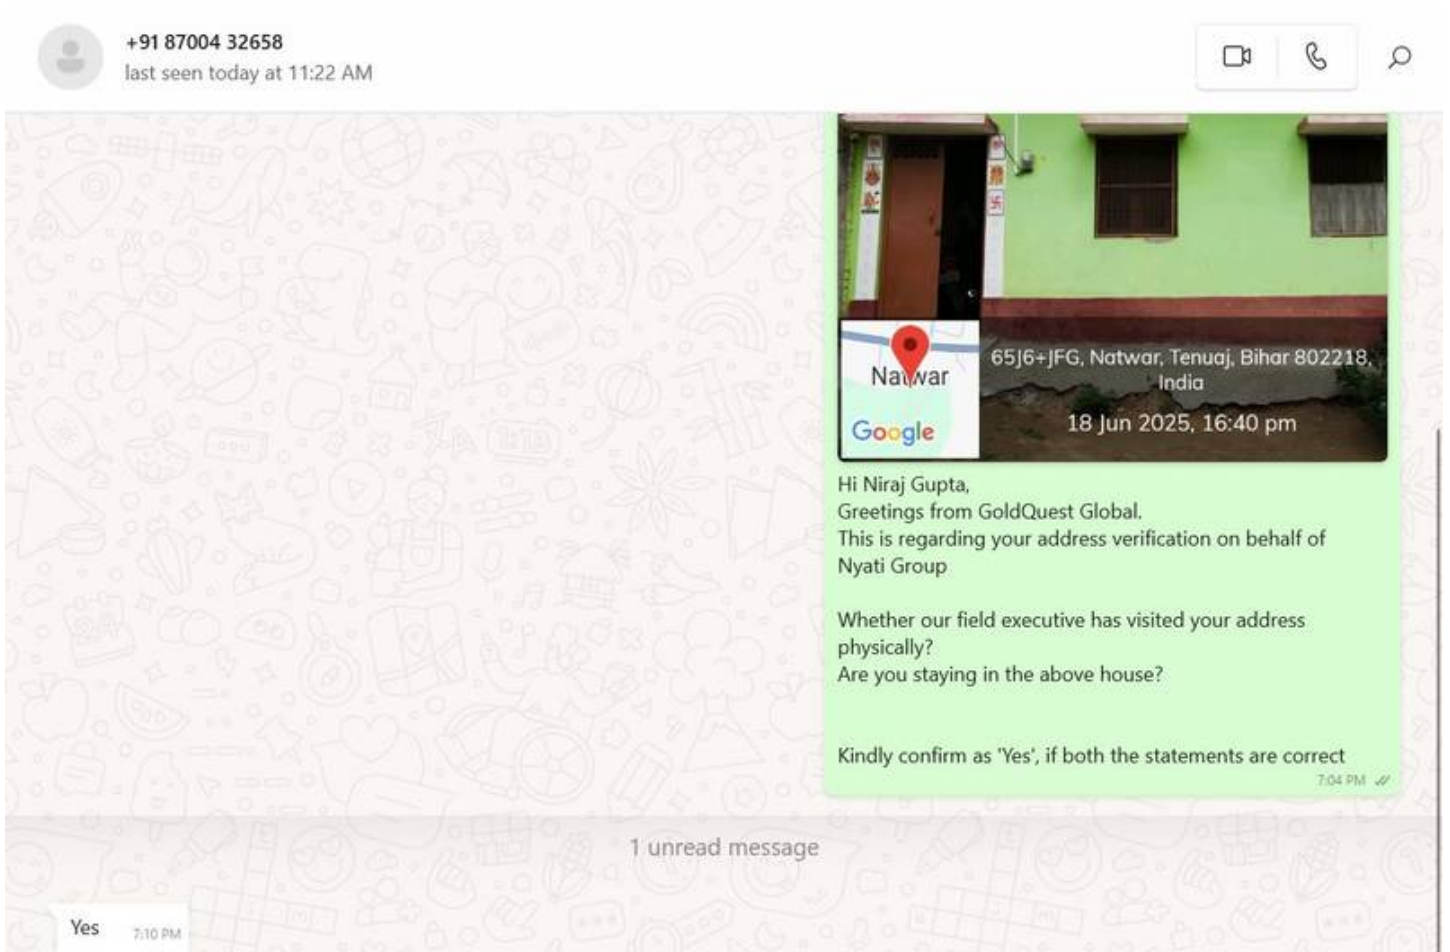 +91 87004 32658
last seen today at 11:22 AM
Natwar
Google
65J6+JFG, Natwar, Tenuaj, Bihar 802218,
India
18 Jun 2025, 16:40 pm
Hi Niraj Gupta,
Greetings from GoldQuest Global.
This is regarding your address verification on behalf of
Nyati Group
Whether our field executive has visited your address
physically?
Are you staying in the above house?
Kindly confirm as 'Yes', if both the statements are correct
7:04 PM
1 unread message
Yes
7:10 PM